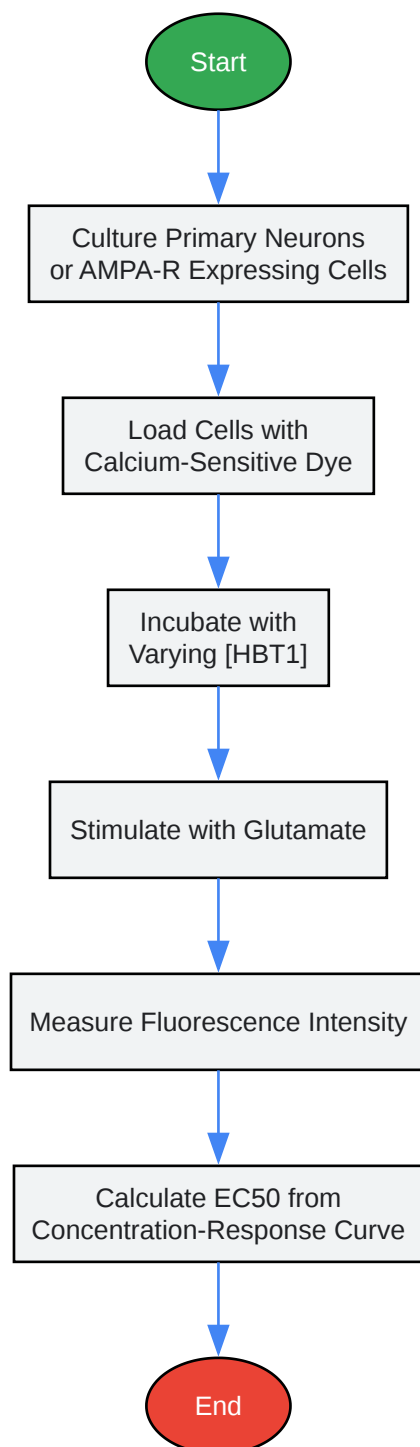 Start
Culture Primary Neurons
or AMPA-R Expressing Cells
Load Cells with
Calcium-Sensitive Dye
Incubate with
Varying [HBT1]
Stimulate with Glutamate
Measure Fluorescence Intensity
Calculate EC50 from
Concentration-Response Curve
End